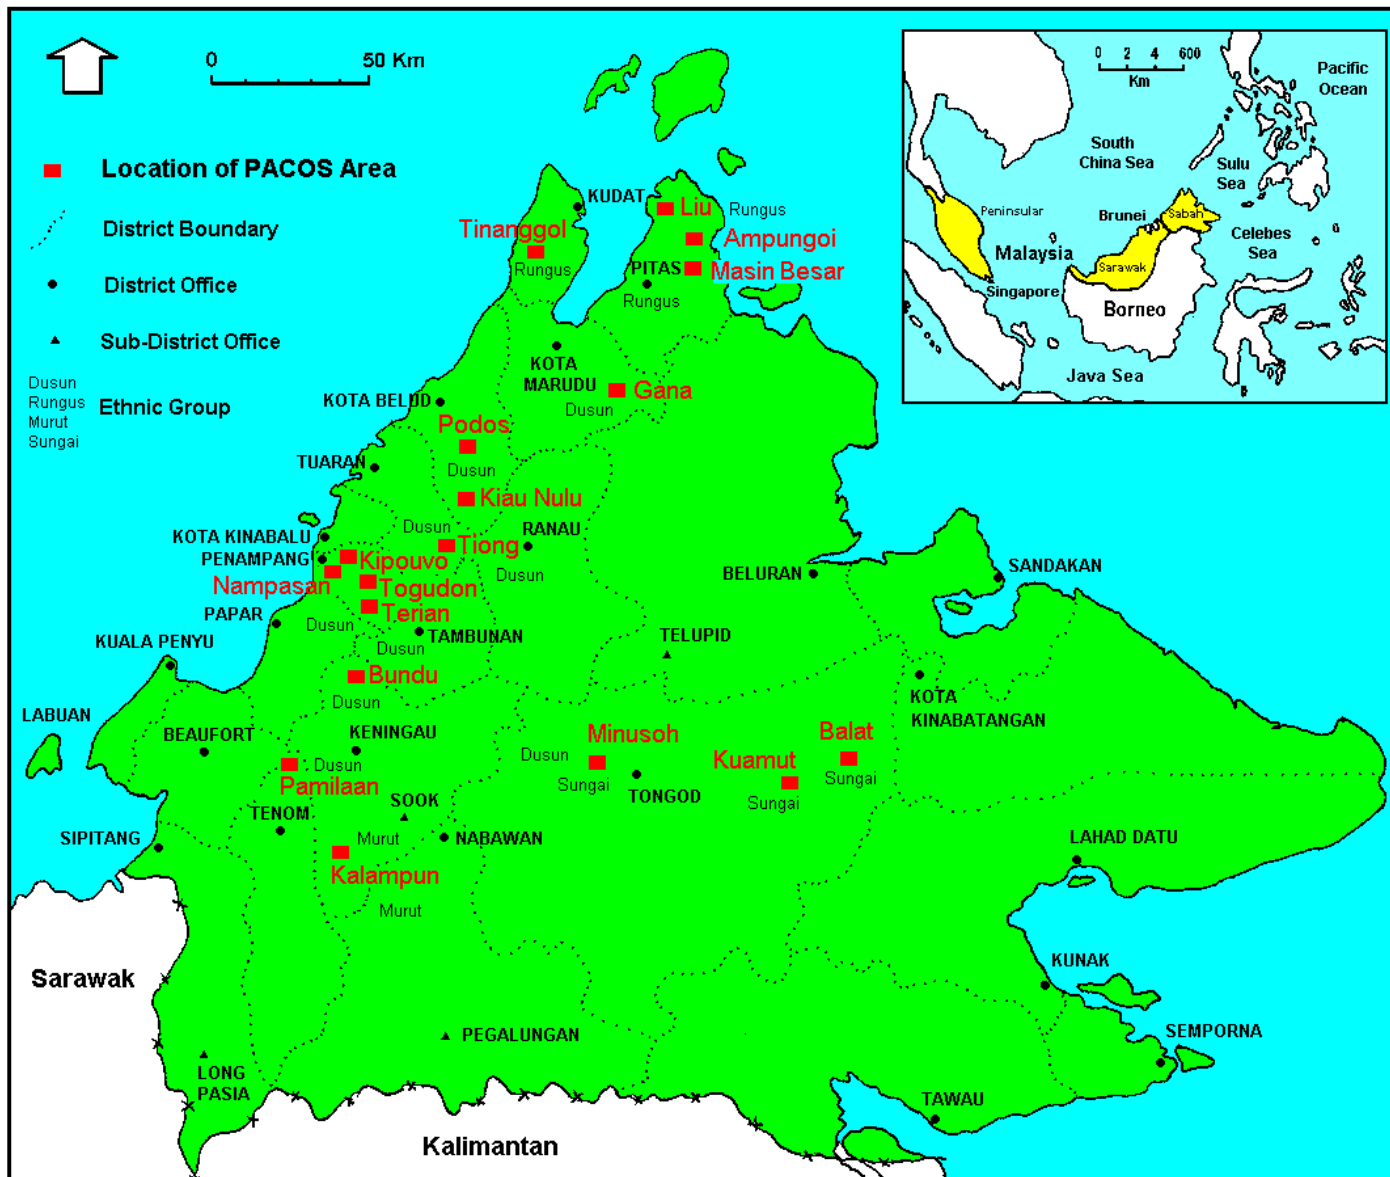 0 50 Km
Location of PACOS Area
District Boundary
District Office
Sub-District Office
Dusun
Rungus
Murut
Sungai
Ethnic Group
0 2 4 600
Km
Pacific
Ocean
South
China Sea
Sulu
Sea
Peninsular
Brunei
Sabah
Celebes
Sea
Malaysia
Sarawak
Singapore
Borneo
Java Sea
KUDAT
Tinanggol
Rungus
Liu
Rungus
Ampungoi
PITAS
Masin Besar
Rungus
KOTA
MARUDU
Gana
Dusun
KOTA BELUD
Podos
Dusun
TUARAN
Kiau Nulu
Dusun
RANAU
KOTA KINABALU
Tiong
PENAMPANG
Kipouvo
Dusun
Nampasan
Togudon
BELURAN
SANDAKAN
PAPAR
Terian
Dusun
TAMBUNAN
KUALA PENYU
Dusun
TELUPID
Bundu
Dusun
KOTA
KINABATANGAN
LABUAN
BEAUFORT
KENINGAU
Dusun
Pamilaan
Minusoh
Dusun
Sungai
TONGOD
Kuamut
Sungai
Balat
Sungai
SOOK
TENOM
SIPITANG
Murut
NABAWAN
LAHAD DATU
Kalampun
Murut
Sarawak
KUNAK
PEGALUNGAN
SEMPORNA
LONG
PASIA
TAWAU
Kalimantan